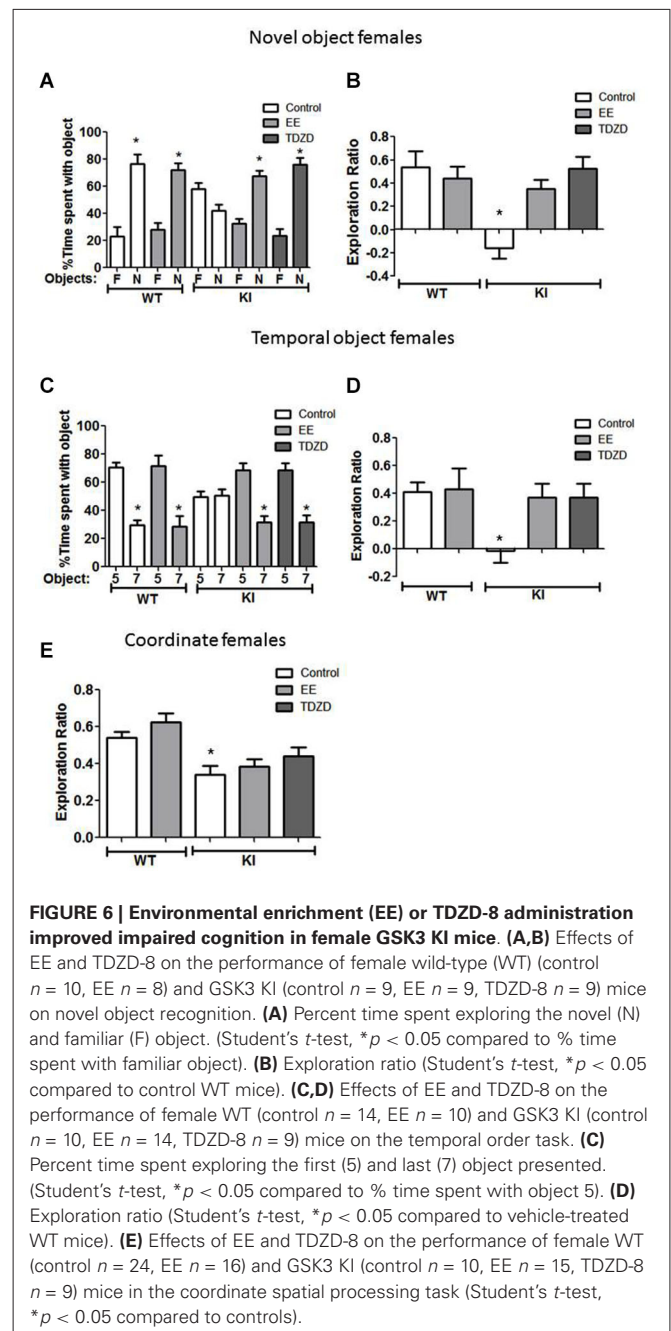 Novel object females
A
B
Control
EE
TDZD
Control
EE
TDZD
%Time spent with object
100
80
60
40
20
0
*
*
*
*
Objects: F N F N F N F N F N
WT
KI
Exploration Ratio
0.8
0.6
0.4
0.2
0.0
-0.2
-0.4
*
WT
KI
Temporal object females
C
D
Control
EE
TDZD
Control
EE
TDZD
%Time spent with object
100
80
60
40
20
0
*
*
*
*
Object: 5 7 5 7 5 7 5 7 5 7
WT
KI
Exploration Ratio
0.8
0.6
0.4
0.2
0.0
-0.2
*
WT
KI
Coordinate females
E
Control
EE
TDZD
Exploration Ratio
0.8
0.6
0.4
0.2
0.0
*
WT
KI
FIGURE 6 | Environmental enrichment (EE) or TDZD-8 administration
improved impaired cognition in female GSK3 KI mice. (A,B) Effects of
EE and TDZD-8 on the performance of female wild-type (WT) (control
n = 10, EE n = 8) and GSK3 KI (control n = 9, EE n = 9, TDZD-8 n = 9) mice
on novel object recognition. (A) Percent time spent exploring the novel (N)
and familiar (F) object. (Student's t-test, *p < 0.05 compared to % time
spent with familiar object). (B) Exploration ratio (Student's t-test, *p < 0.05
compared to control WT mice). (C,D) Effects of EE and TDZD-8 on the
performance of female WT (control n = 14, EE n = 10) and GSK3 KI (control
n = 10, EE n = 14, TDZD-8 n = 9) mice on the temporal order task. (C)
Percent time spent exploring the first (5) and last (7) object presented.
(Student's t-test, *p < 0.05 compared to % time spent with object 5). (D)
Exploration ratio (Student's t-test, *p < 0.05 compared to vehicle-treated
WT mice). (E) Effects of EE and TDZD-8 on the performance of female WT
(control n = 24, EE n = 16) and GSK3 KI (control n = 10, EE n = 15, TDZD-8
n = 9) mice in the coordinate spatial processing task (Student's t-test,
*p < 0.05 compared to controls).